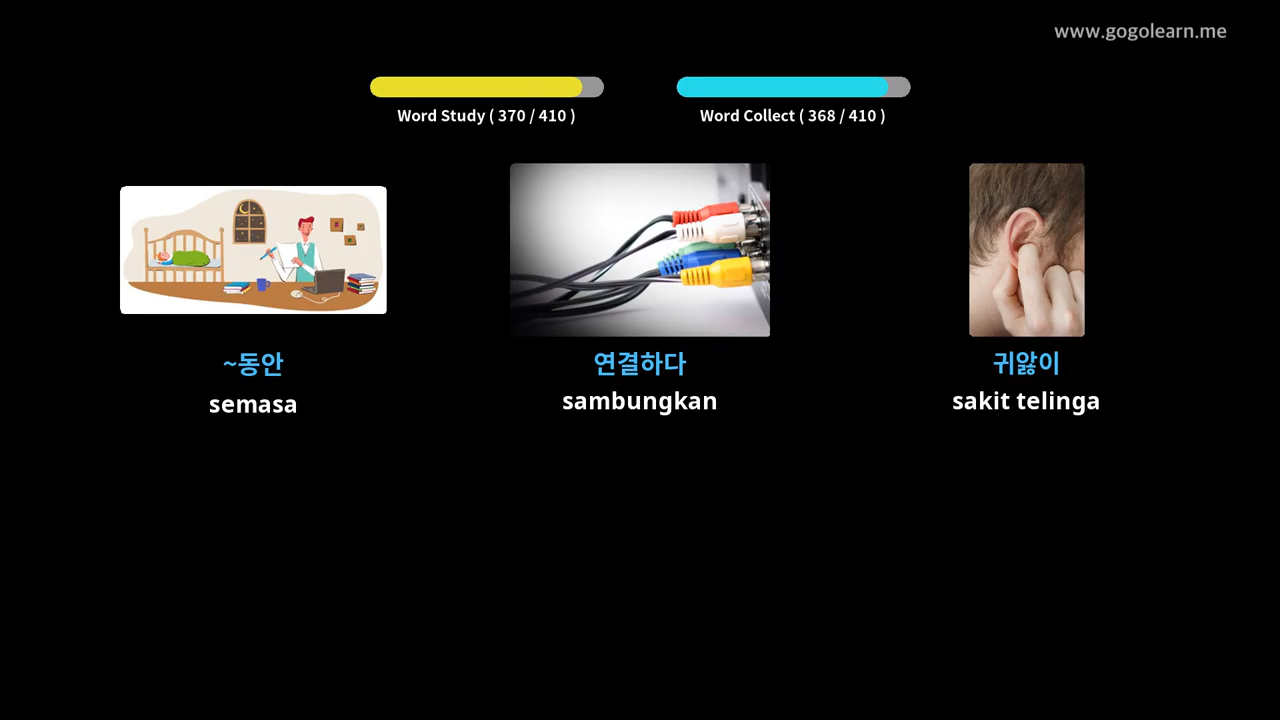 www.gogolearn.me
Word Study ( 370 / 410 )
Word Collect ( 368 / 410 )
~동안
semasa
연결하다
sambungkan
귀앓이
sakit telinga